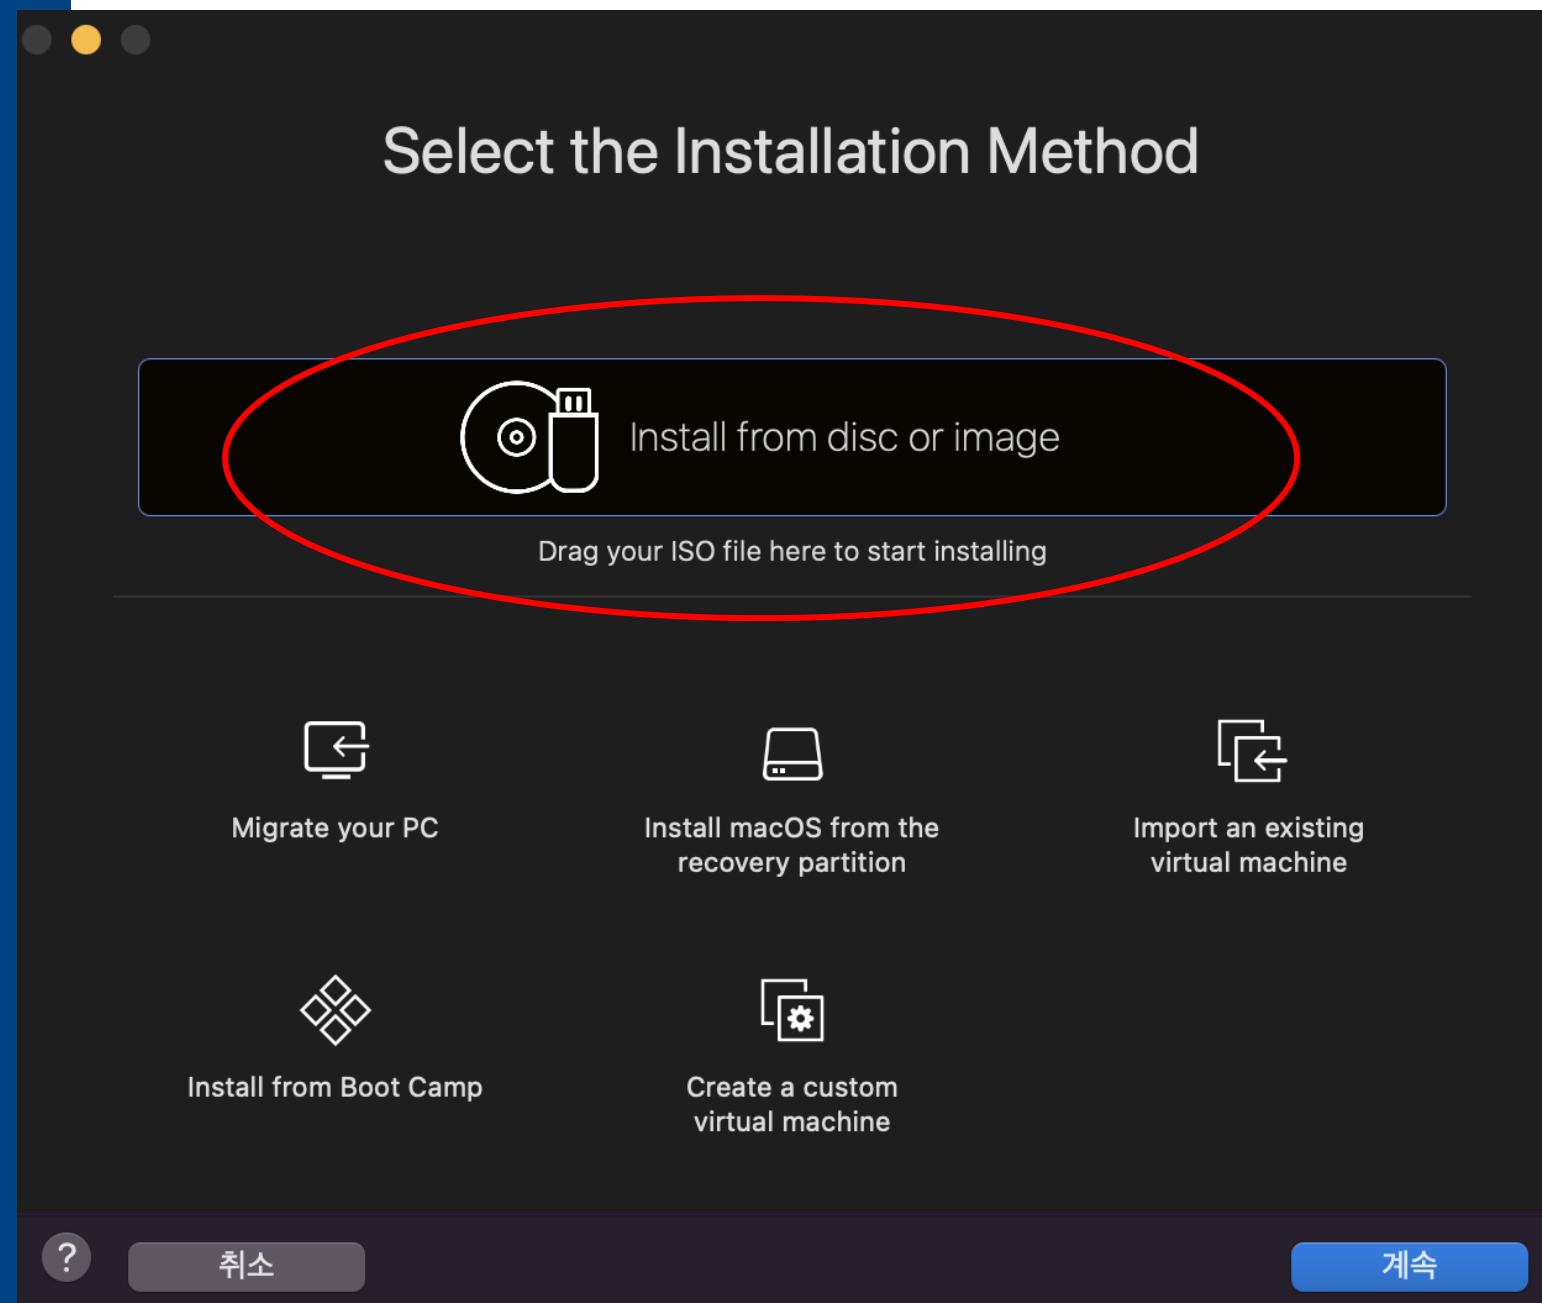 Select the Installation Method
Install from disc or image
Drag your ISO file here to start installing
Migrate your PC
Install macOS from the
recovery partition
Import an existing
virtual machine
Install from Boot Camp
Create a custom
virtual machine
?
취소
계속